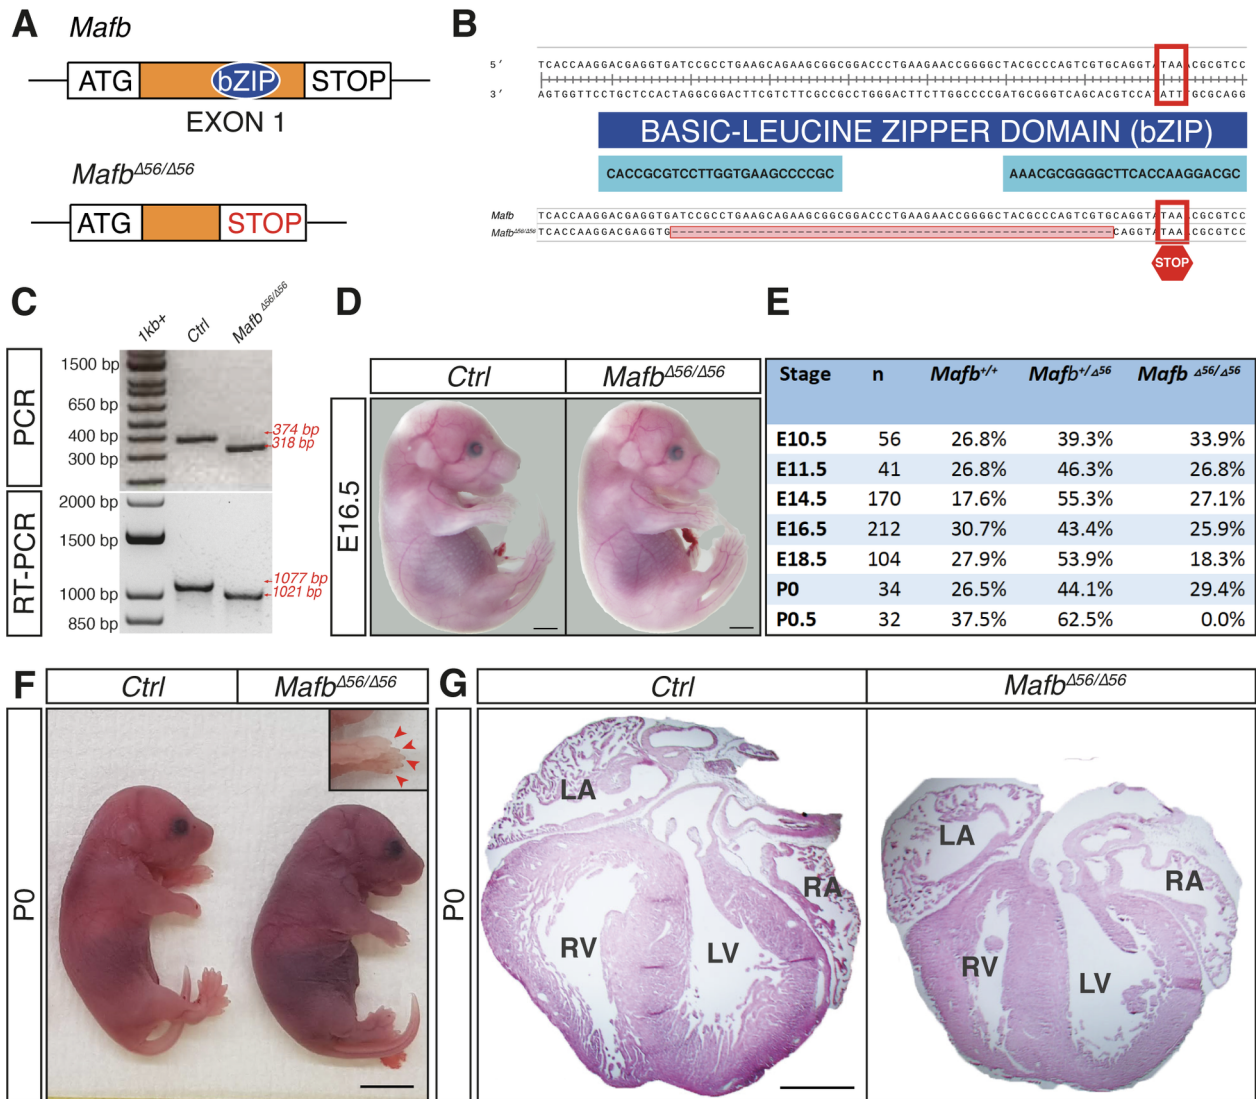 A
Mafb
ATG
bZIP
STOP
EXON 1
MafbΔ56/Δ56
ATG
STOP
B
5′ TCACCAAGGACGAGGTGATCCGCCTGAAGCAGAAGCGGCGGACCCTGAAGAACCGGGGCTACGCCCAGTCGTGCAGGTATAAACGCGTCC
3′ AGTGGTTCCTGCTCCACTAGGCGGACTTCGTCTTCGCCGCCTGGGACTTCTTGGCCCCGATGCGGGTCAGCACGTCCATATTTGCGCAGG
BASIC-LEUCINE ZIPPER DOMAIN (bZIP)
CACCGCGTCCTTGGTGAAGCCCCGC
AAACGCGGGGCTTCACCAAGGACGC
Mafb TCACCAAGGACGAGGTGATCCGCCTGAAGCAGAAGCGGCGGACCCTGAAGAACCGGGGCTACGCCCAGTCGTGCAGGTATAAACGCGTCC
MafbΔ56/Δ56 TCACCAAGGACGAGGTG--------------------------------------------------------CAGGTATAAACGCGTCC
STOP
C
1kb+
Ctrl
Mafb Δ56/Δ56
PCR
1500 bp
650 bp
400 bp
300 bp
374 bp
318 bp
RT-PCR
2000 bp
1500 bp
1000 bp
850 bp
1077 bp
1021 bp
D
Ctrl
MafbΔ56/Δ56
E16.5
E
Stage n Mafb+/+ Mafb+/Δ56 Mafb Δ56/Δ56
E10.5 56 26.8% 39.3% 33.9%
E11.5 41 26.8% 46.3% 26.8%
E14.5 170 17.6% 55.3% 27.1%
E16.5 212 30.7% 43.4% 25.9%
E18.5 104 27.9% 53.9% 18.3%
P0 34 26.5% 44.1% 29.4%
P0.5 32 37.5% 62.5% 0.0%
F
Ctrl
MafbΔ56/Δ56
P0
G
Ctrl
MafbΔ56/Δ56
P0
LA
RA
RV
LV
LA
RA
RV
LV